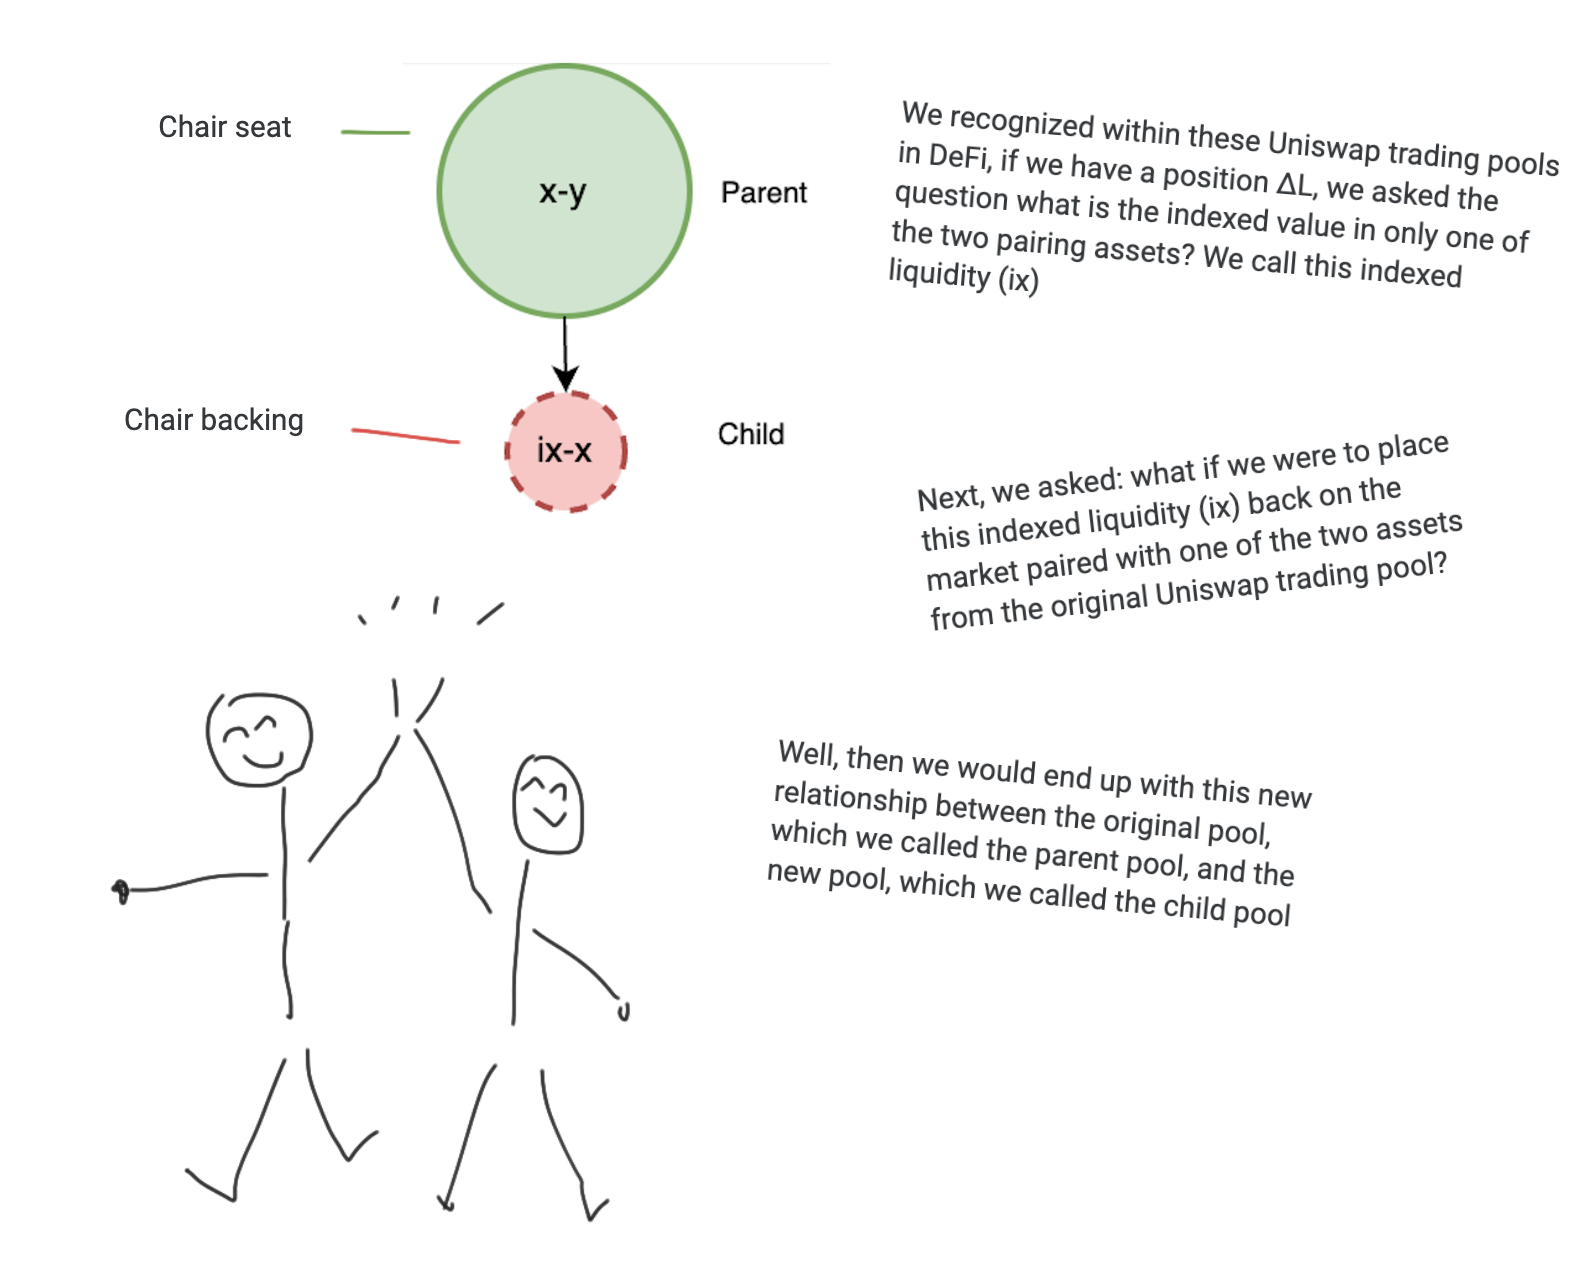 Chair seat
x-y
Parent
We recognized within these Uniswap trading pools
in DeFi, if we have a position ΔL, we asked the
question what is the indexed value in only one of
the two pairing assets? We call this indexed
liquidity (ix)
Chair backing
ix-x
Child
Next, we asked: what if we were to place
this indexed liquidity (ix) back on the
market paired with one of the two assets
from the original Uniswap trading pool?
Well, then we would end up with this new
relationship between the original pool,
which we called the parent pool, and the
new pool, which we called the child pool